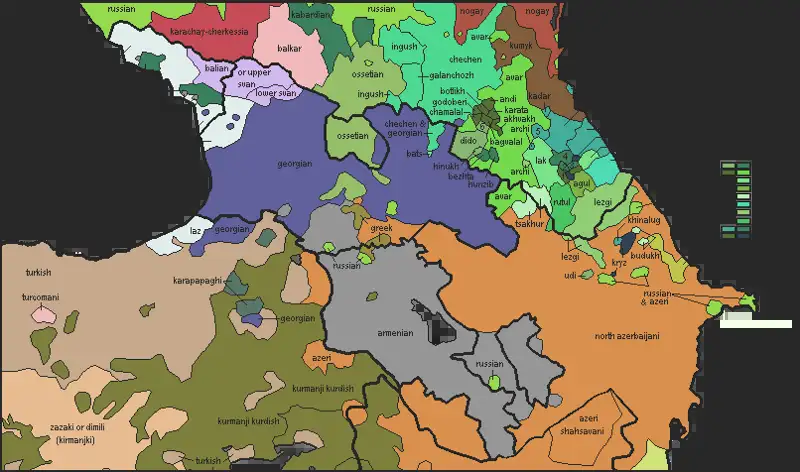 russian
kabardian
russian
nogay
nogay
karachay-cherkessia
balkar
ingush
avar
kumyk
chechen
balian
or upper
svan
lower svan
ossetian
galanchozh
avar
ingush
botlikh
godoberi
chamalal
andi
karata
akhvakh
archi
kadar
5
chechen &
georgian
ossetian
dido
bagvalal
lak
4
georgian
bats
hinukh
bezhta
hunzib
archi
agul
avar
rutul
lezgi
tsakhur
khinalug
laz
georgian
greek
lezgi
kryz
budukh
udi
turkish
russian
karapapaghi
russian
& azeri
turcomani
georgian
armenian
north azerbaijani
azeri
russian
kurmanji kurdish
kurmanji kurdish
azeri
shahsavani
zazaki or dimili
(kirmanjki)
turkish